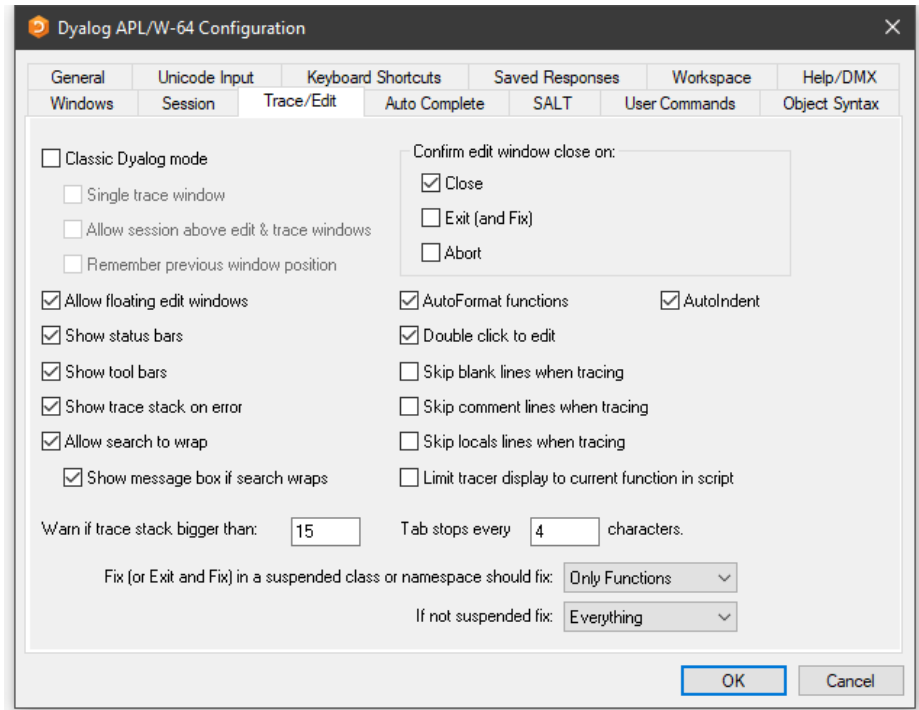 Dyalog APL/W-64 Configuration
General Unicode Input Keyboard Shortcuts Saved Responses Workspace Help/DMX
Windows Session Trace/Edit Auto Complete SALT User Commands Object Syntax
Classic Dyalog mode
Single trace window
Allow session above edit & trace windows
Remember previous window position
Confirm edit window close on:
Close
Exit (and Fix)
Abort
Allow floating edit windows
Show status bars
Show tool bars
Show trace stack on error
Allow search to wrap
Show message box if search wraps
AutoFormat functions AutoIndent
Double click to edit
Skip blank lines when tracing
Skip comment lines when tracing
Skip locals lines when tracing
Limit tracer display to current function in script
Warn if trace stack bigger than: 15 Tab stops every 4 characters.
Fix (or Exit and Fix) in a suspended class or namespace should fix: Only Functions
If not suspended fix: Everything
OK Cancel